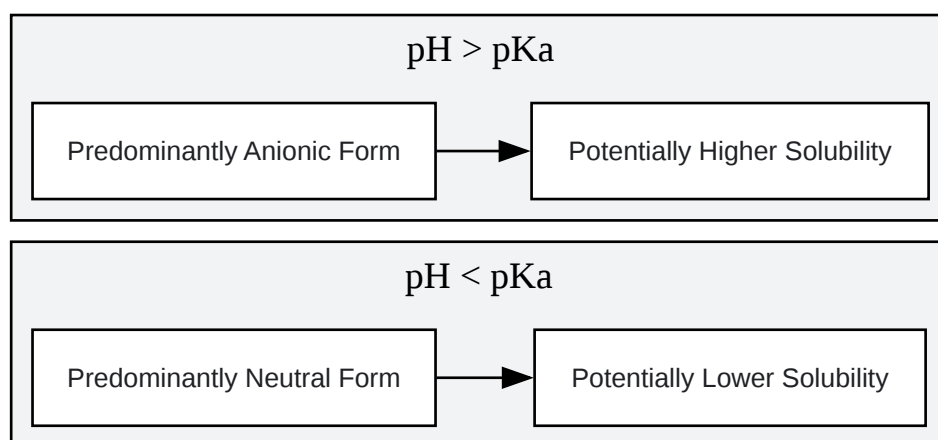 pH > pKa
Predominantly Anionic Form
Potentially Higher Solubility
pH < pKa
Predominantly Neutral Form
Potentially Lower Solubility